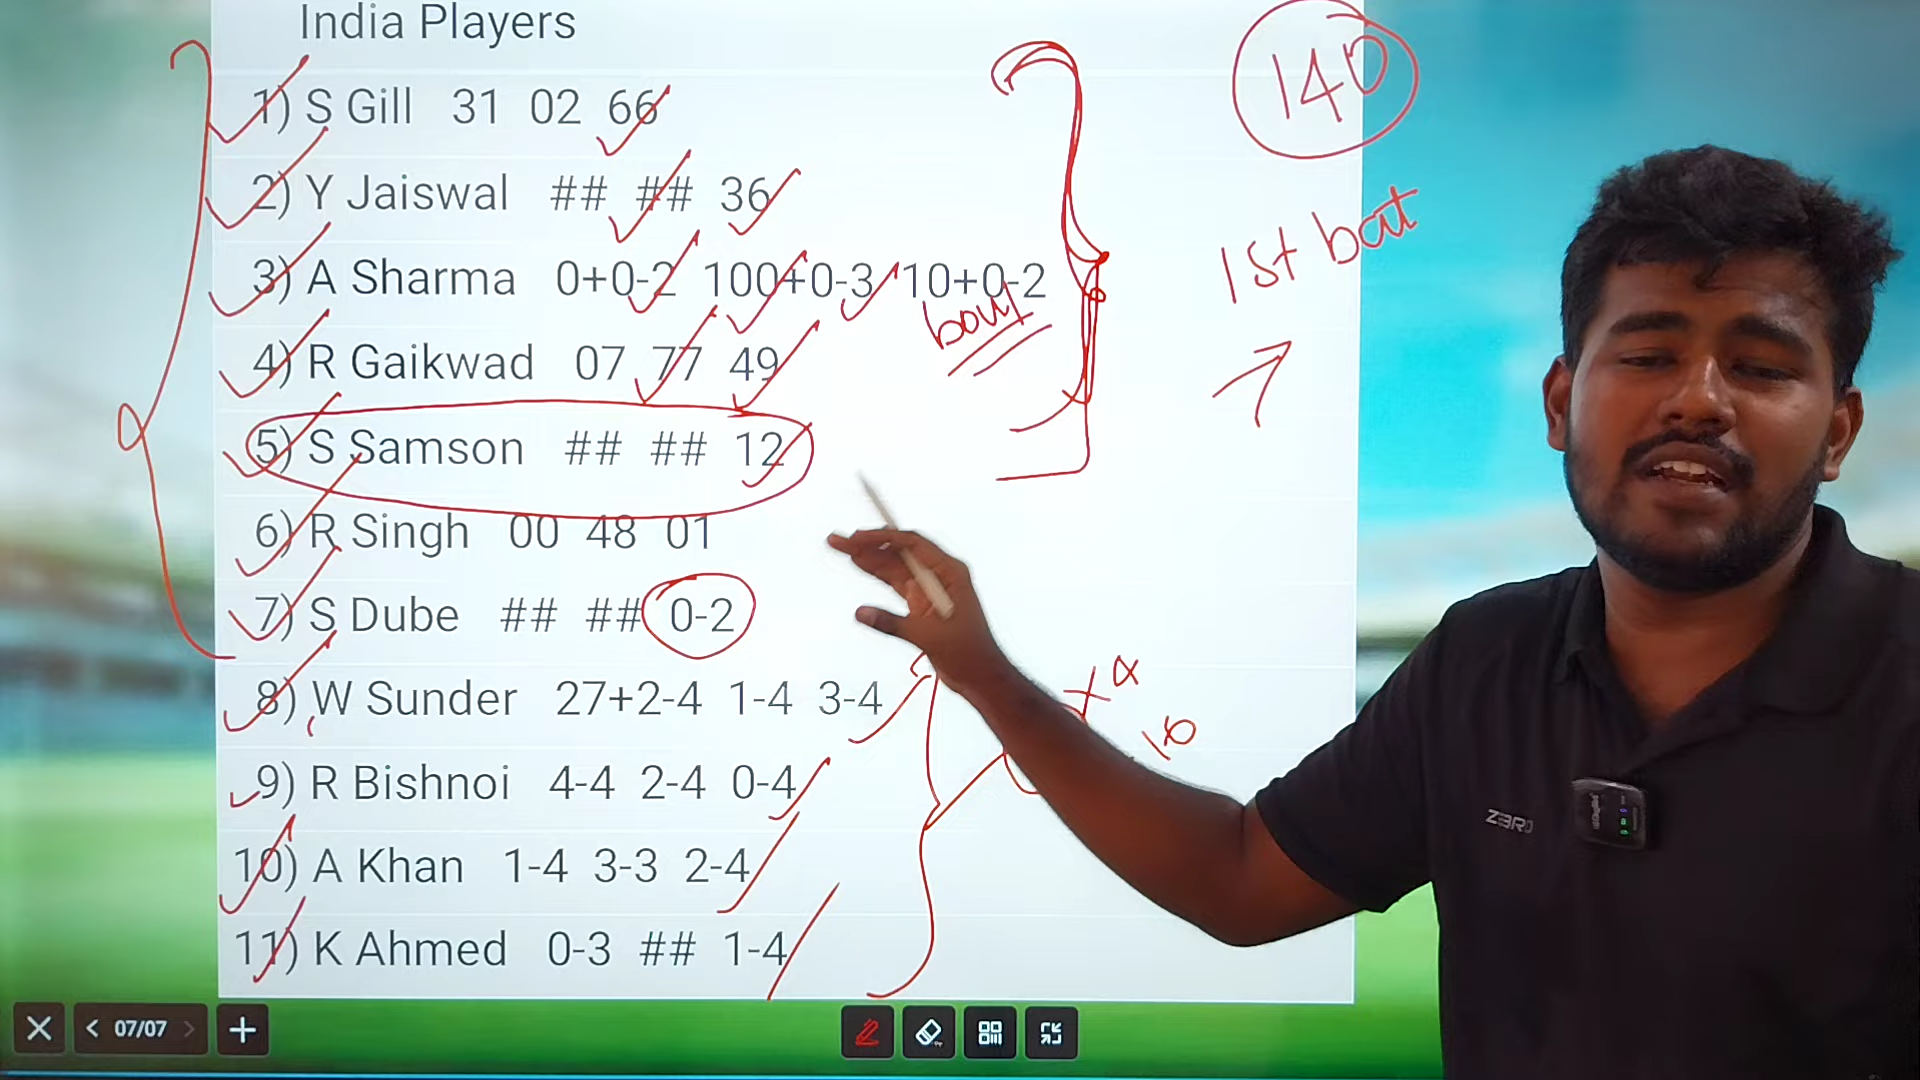 India Players
140
1) S Gill 31 02 66
2) Y Jaiswal ## ## 36
1st bat
3) A Sharma 0+0-2 100+0-3 10+0-2
bowl
4) R Gaikwad 07 77 49
5) S Samson ## ## 12
6) R Singh 00 48 01
7) S Dube ## ## 0-2
8) W Sunder 27+2-4 1-4 3-4
9) R Bishnoi 4-4 2-4 0-4
10) A Khan 1-4 3-3 2-4
11) K Ahmed 0-3 ## 1-4
07/07